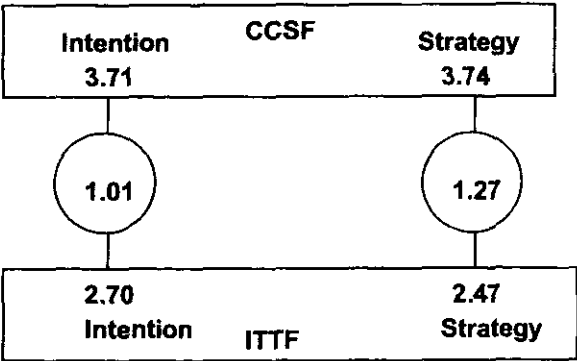 Intention CCSF Strategy
3.71 3.74
1.01 1.27
2.70 2.47
Intention ITTF Strategy